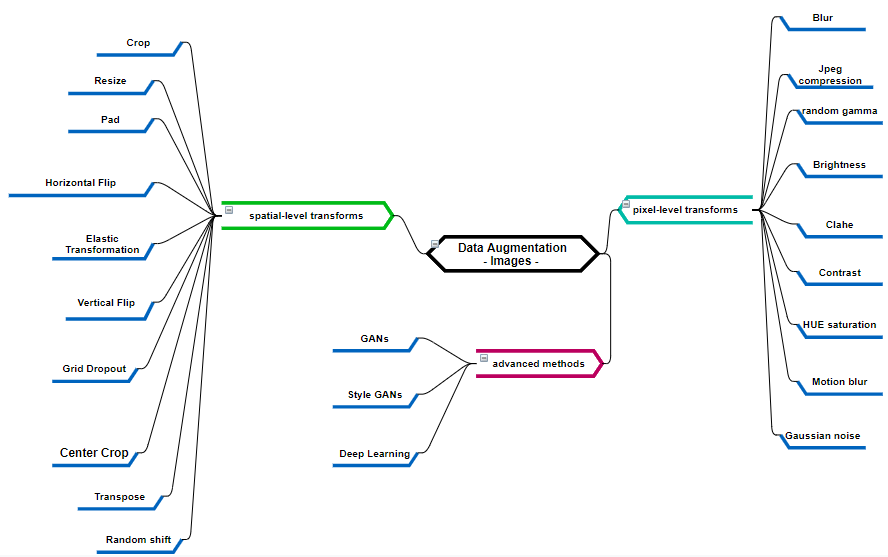 Data Augmentation
- Images -
spatial-level transforms
Crop
Resize
Pad
Horizontal Flip
Elastic
Transformation
Vertical Flip
Grid Dropout
Center Crop
Transpose
Random shift
pixel-level transforms
Blur
Jpeg
compression
random gamma
Brightness
Clahe
Contrast
HUE saturation
Motion blur
Gaussian noise
advanced methods
GANs
Style GANs
Deep Learning